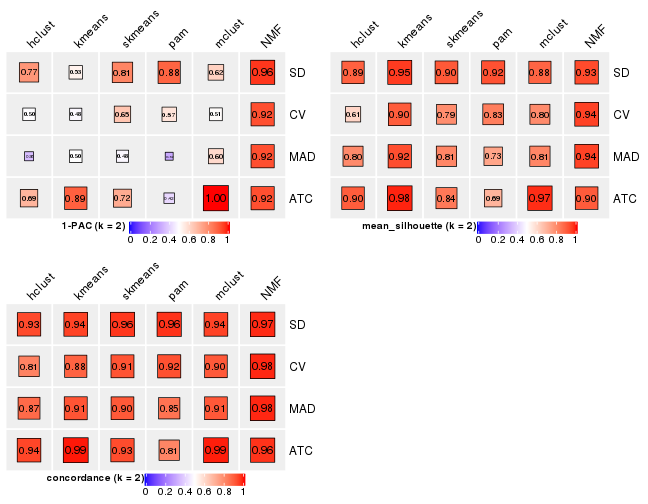 hclust kmeans skmeans pam mclust NMF
0.77 0.53 0.81 0.88 0.62 0.96 SD
0.50 0.48 0.65 0.57 0.51 0.92 CV
0.50 0.48 0.60 0.92 MAD
0.69 0.89 0.72 1.00 0.92 ATC
1-PAC (k = 2)
0 0.2 0.4 0.6 0.8 1
hclust kmeans skmeans pam mclust NMF
0.89 0.95 0.90 0.92 0.88 0.93 SD
0.61 0.90 0.79 0.83 0.80 0.94 CV
0.80 0.92 0.81 0.73 0.81 0.94 MAD
0.90 0.98 0.84 0.69 0.97 0.90 ATC
mean_silhouette (k = 2)
0 0.2 0.4 0.6 0.8 1
hclust kmeans skmeans pam mclust NMF
0.93 0.94 0.96 0.96 0.94 0.97 SD
0.81 0.88 0.91 0.92 0.90 0.98 CV
0.87 0.91 0.90 0.85 0.91 0.98 MAD
0.94 0.99 0.93 0.81 0.99 0.96 ATC
concordance (k = 2)
0 0.2 0.4 0.6 0.8 1